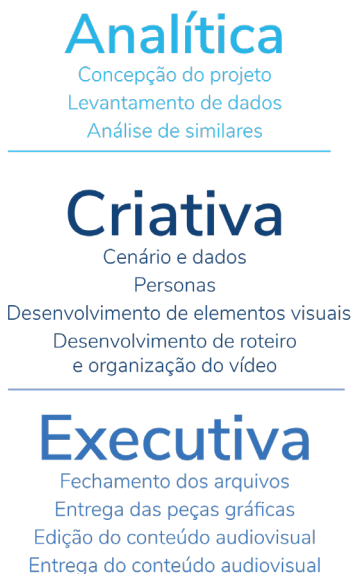 Analítica
Concepção do projeto
Levantamento de dados
Análise de similares
Criativa
Cenário e dados
Personas
Desenvolvimento de elementos visuais
Desenvolvimento de roteiro
e organização do vídeo
Executiva
Fechamento dos arquivos
Entrega das peças gráficas
Edição do conteúdo audiovisual
Entrega do conteúdo audiovisual